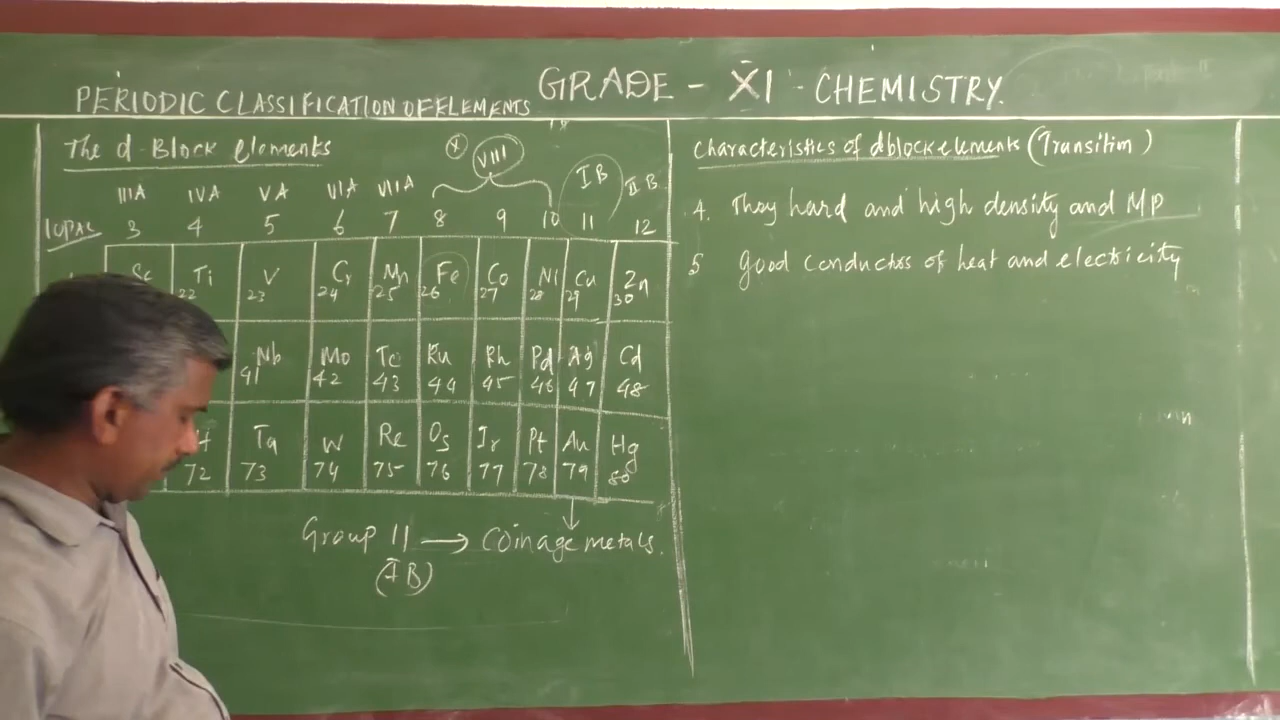 GRADE - XI - CHEMISTRY.
PERIODIC CLASSIFICATION OF ELEMENTS
The d-Block elements
X VIII
IIIA IVA VA VIA VIIA IB IIB
IUPAC 3 4 5 6 7 8 9 10 11 12
Sc Ti V Cr Mn Fe Co Ni Cu Zn
22 23 24 25 26 27 28 29 30
Nb Mo Tc Ru Rh Pd Ag Cd
41 42 43 44 45 46 47 48
Ta W Re Os Ir Pt Au Hg
72 73 74 75 76 77 78 79 80
Group 11 → Coinage metals.
(IB)
Characteristics of d block elements (Transition)
4. They hard and high density and MP
5 good conductors of heat and electricity